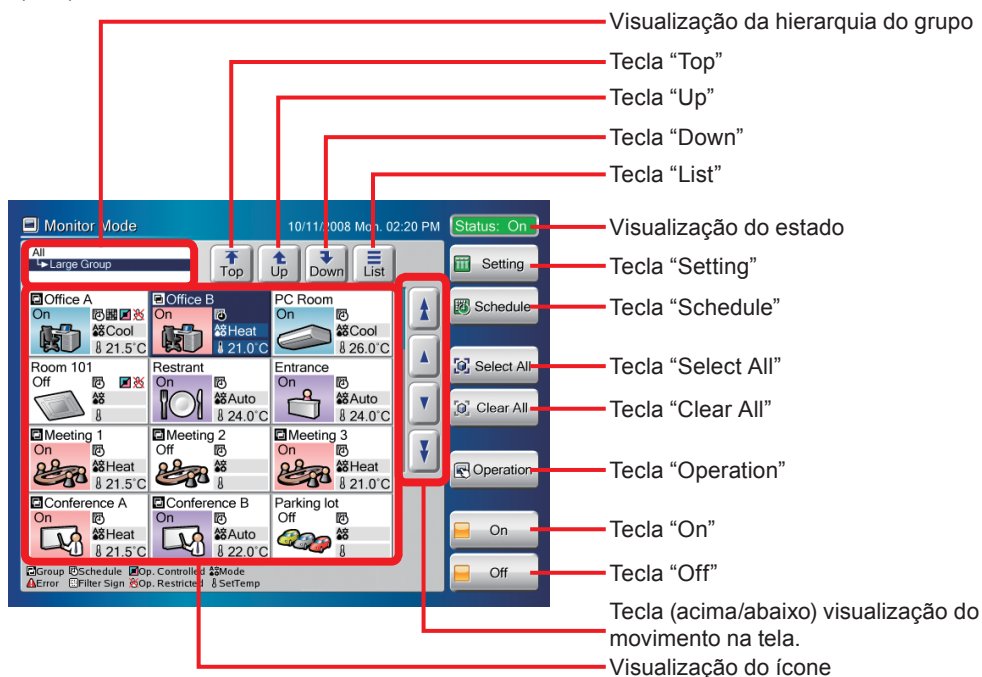 Visualização da hierarquia do grupo
Tecla “Top”
Tecla “Up”
Tecla “Down”
Tecla “List”
Monitor Mode
10/11/2008 Mon. 02:20 PM
Status: On
Visualização do estado
All
Large Group
Top
Up
Down
List
Setting
Tecla “Setting”
Schedule
Tecla “Schedule”
Office A
On
Cool
21.5°C
Office B
On
Heat
21.0°C
PC Room
On
Cool
26.0°C
Select All
Tecla “Select All”
Room 101
Off
Restrant
On
Auto
24.0°C
Entrance
On
Auto
24.0°C
Clear All
Tecla “Clear All”
Meeting 1
On
Heat
21.5°C
Meeting 2
Off
Meeting 3
On
Heat
21.0°C
Operation
Tecla “Operation”
Conference A
On
Heat
21.5°C
Conference B
On
Auto
22.0°C
Parking lot
Off
On
Tecla “On”
Off
Tecla “Off”
Group Schedule Op. Controlled Mode
Error Filter Sign Op. Restricted SetTemp
Tecla (acima/abaixo) visualização do
movimento na tela.
Visualização do ícone